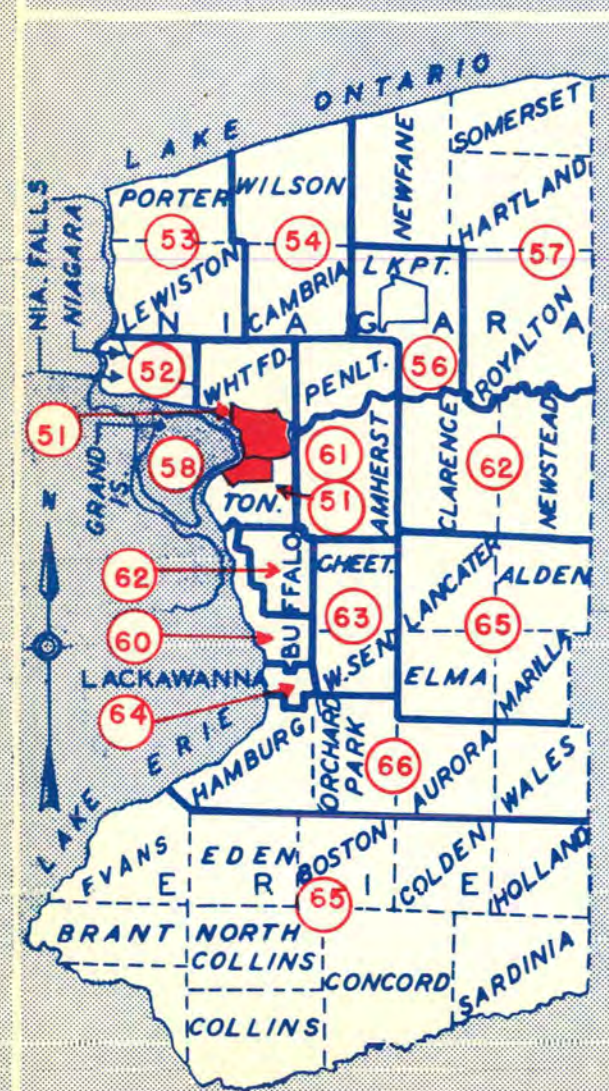 LAKE ONTARIO
NIA. FALLS
NIAGARA
PORTER
WILSON
NEWFANE
SOMERSET
HARTLAND
53
54
57
LKPT.
LEWISTON
CAMBRIA
ROYALTON
NIAGARA
52
WHTFD.
PENLT.
56
51
GRAND IS.
58
61
AMHERST
CLARENCE
62
NEWSTEAD
TON.
51
N
62
BUFFALO
CHEET.
LANCATER
ALDEN
63
65
60
W. SEN.
ELMA
MARILLA
LACKAWANNA
64
LAKE ERIE
HAMBURG
ORCHARD PARK
66
AURORA
WALES
EVANS
EDEN
BOSTON
COLDEN
HOLLAND
ERIE
65
BRANT
NORTH
COLLINS
CONCORD
SARDINIA
COLLINS